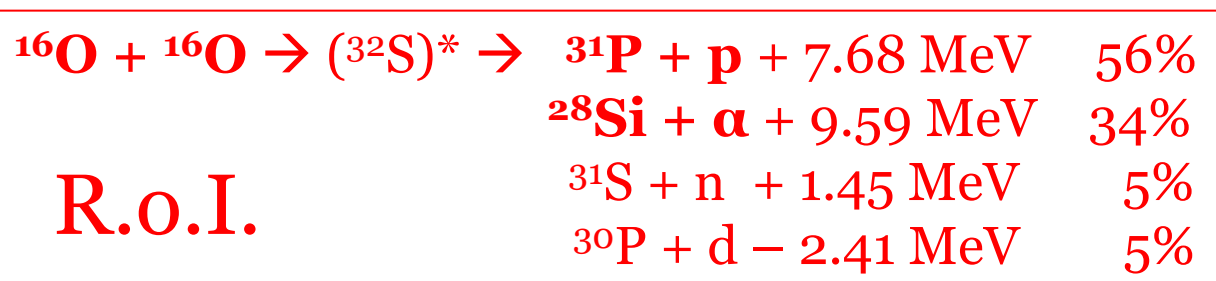 ¹⁶O + ¹⁶O → (³²S)* → ³¹P + p + 7.68 MeV 56%
²⁸Si + α + 9.59 MeV 34%
³¹S + n + 1.45 MeV 5%
R.o.I.
³⁰P + d – 2.41 MeV 5%